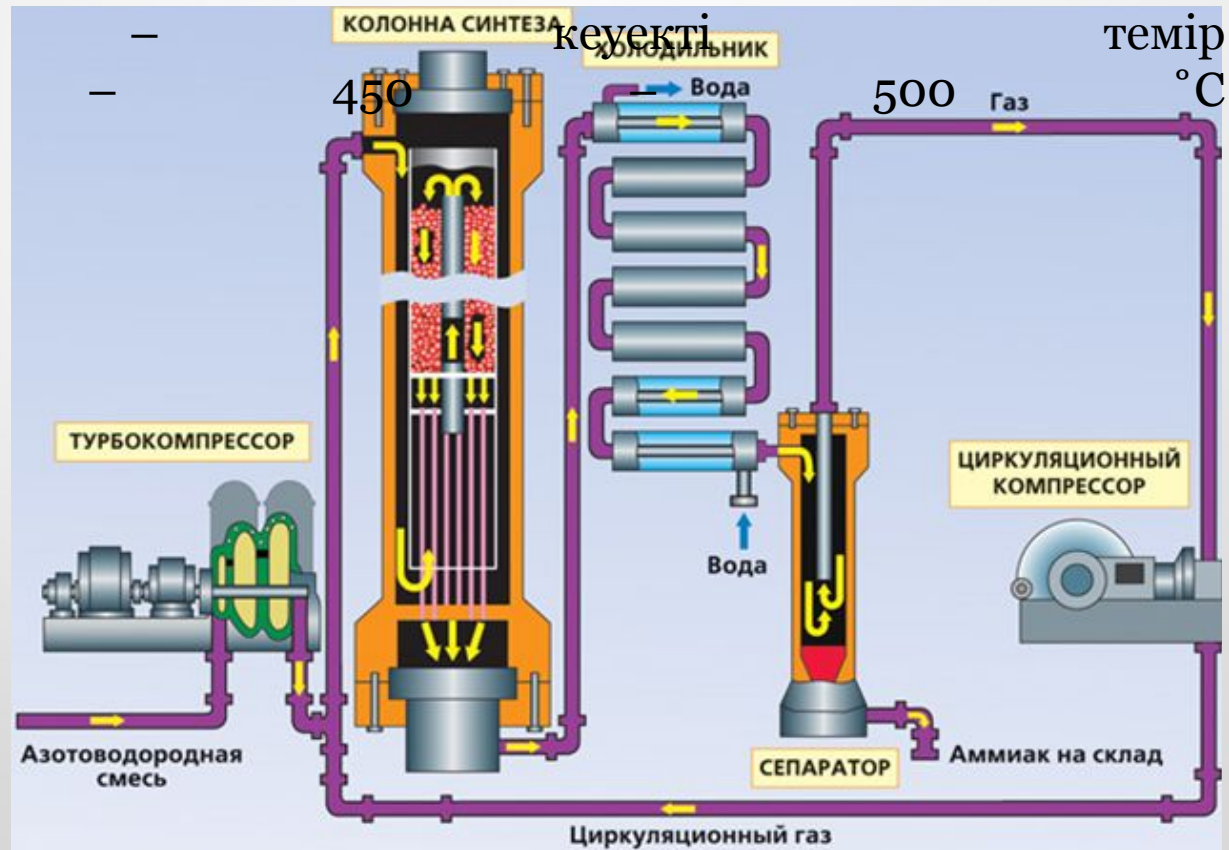 – кеуекті темір
– 450 – 500 °С
КОЛОННА СИНТЕЗА
ХОЛОДИЛЬНИК
Вода
Газ
ТУРБОКОМПРЕССОР
ЦИРКУЛЯЦИОННЫЙ
КОМПРЕССОР
Вода
Азотоводородная
смесь
СЕПАРАТОР
Аммиак на склад
Циркуляционный газ